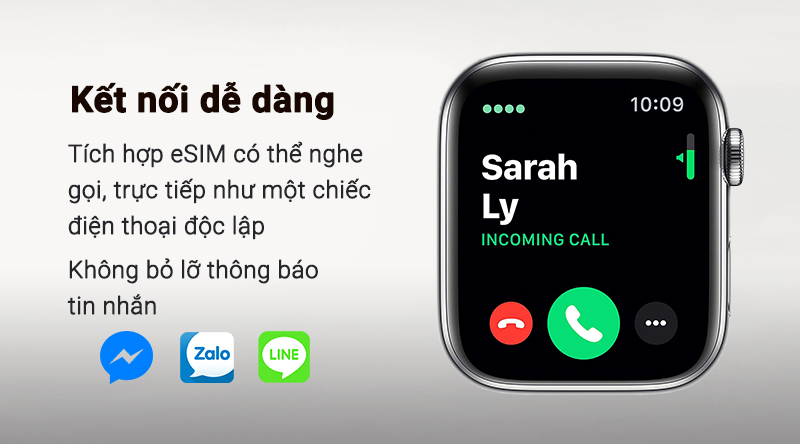 Kết nối dễ dàng
Tích hợp eSIM có thể nghe
gọi, trực tiếp như một chiếc
điện thoại độc lập
Không bỏ lỡ thông báo
tin nhắn
Zalo
LINE
10:09
Sarah
Ly
INCOMING CALL